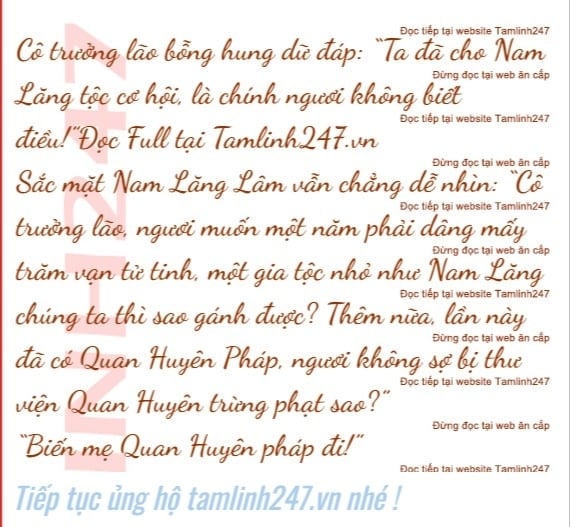 Đọc tiếp tại website Tamlinh247
Cô trưởng lão bỗng hung dữ đáp: "Ta đã cho Nam
Đừng đọc tại web ăn cắp
Lăng tộc cơ hội, là chính ngươi không biết
Đọc tiếp tại website Tamlinh247
điều!"Đọc Full tại Tamlinh247.vn
Đừng đọc tại web ăn cắp
Sắc mặt Nam Lăng Lâm vẫn chẳng dễ nhìn: "Cô
Đọc tiếp tại website Tamlinh247
trưởng lão, ngươi muốn một năm phải dâng mấy
Đừng đọc tại web ăn cắp
trăm vạn từ tinh, một gia tộc nhỏ như Nam Lăng
Đọc tiếp tại website Tamlinh247
chúng ta thì sao gánh được? Thêm nữa, lần này
Đừng đọc tại web ăn cắp
đã có Quan Huyên Pháp, ngươi không sợ bị thư
Đọc tiếp tại website Tamlinh247
viện Quan Huyên trừng phạt sao?"
Đừng đọc tại web ăn cắp
"Biến mẹ Quan Huyên pháp đi!"
Đọc tiếp tại website Tamlinh247
Tiếp tục ủng hộ tamlinh247.vn nhé !
INH247